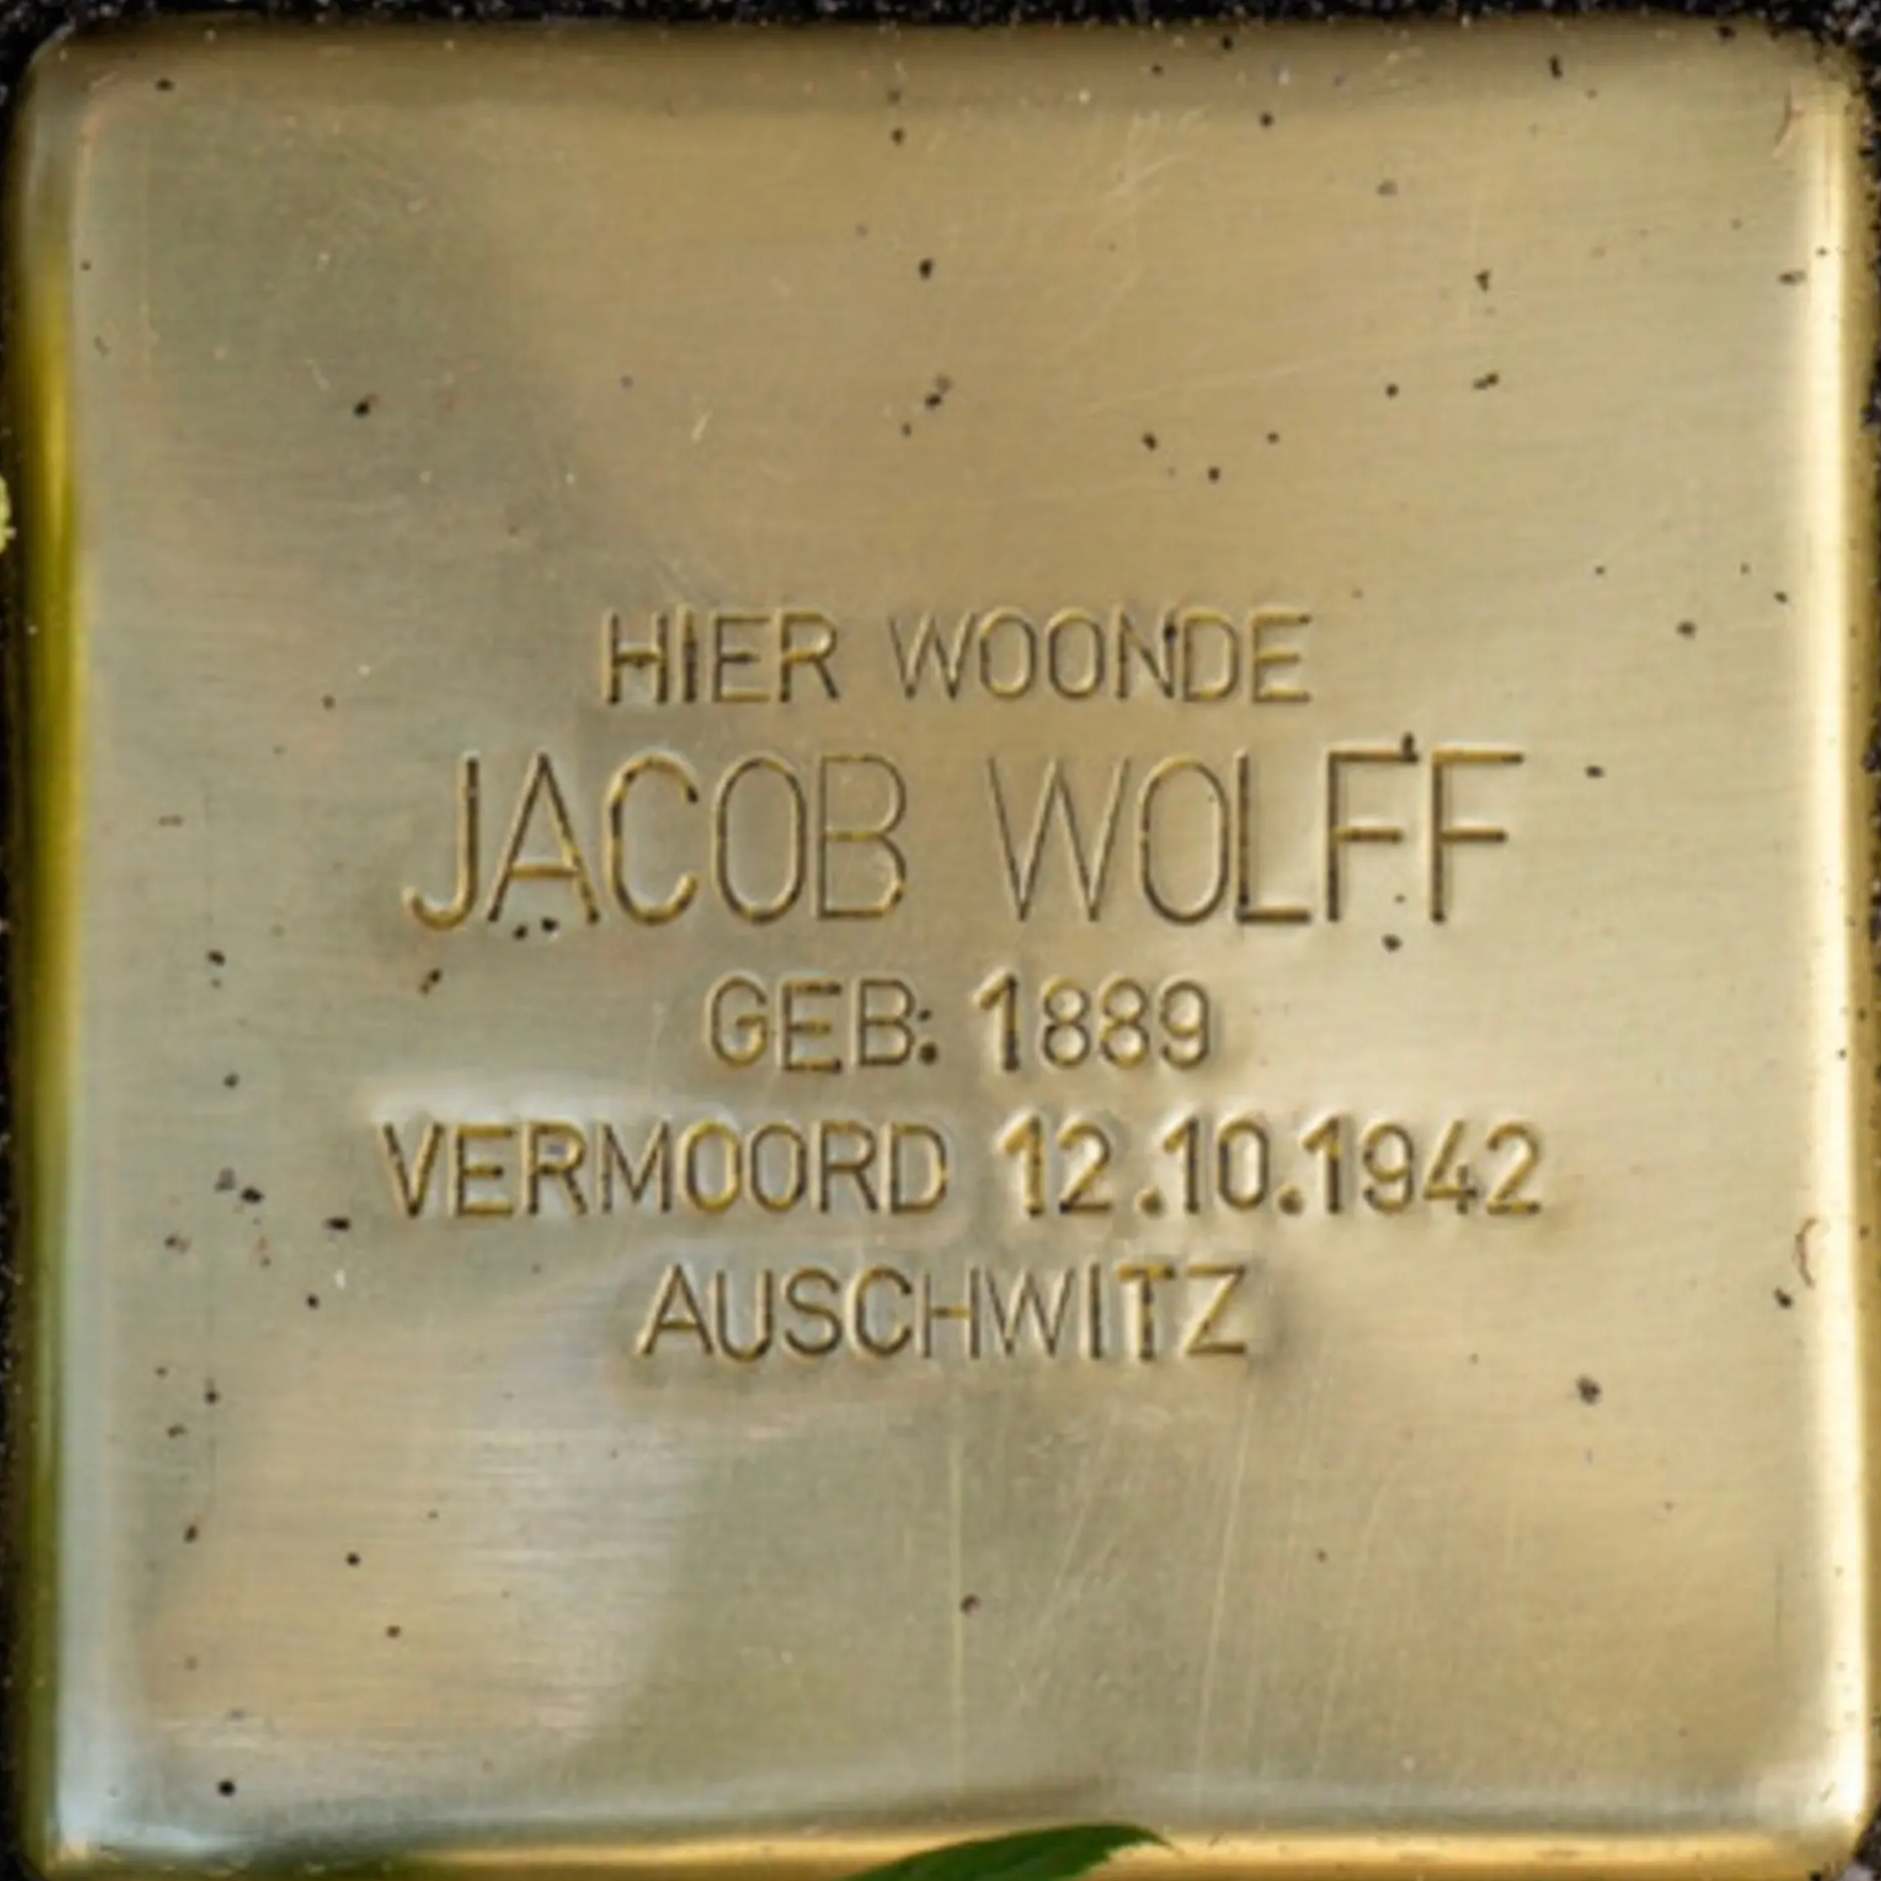 HIER WOONDE
JACOB WOLFF
GEB: 1889
VERMOORD 12.10.1942
AUSCHWITZ